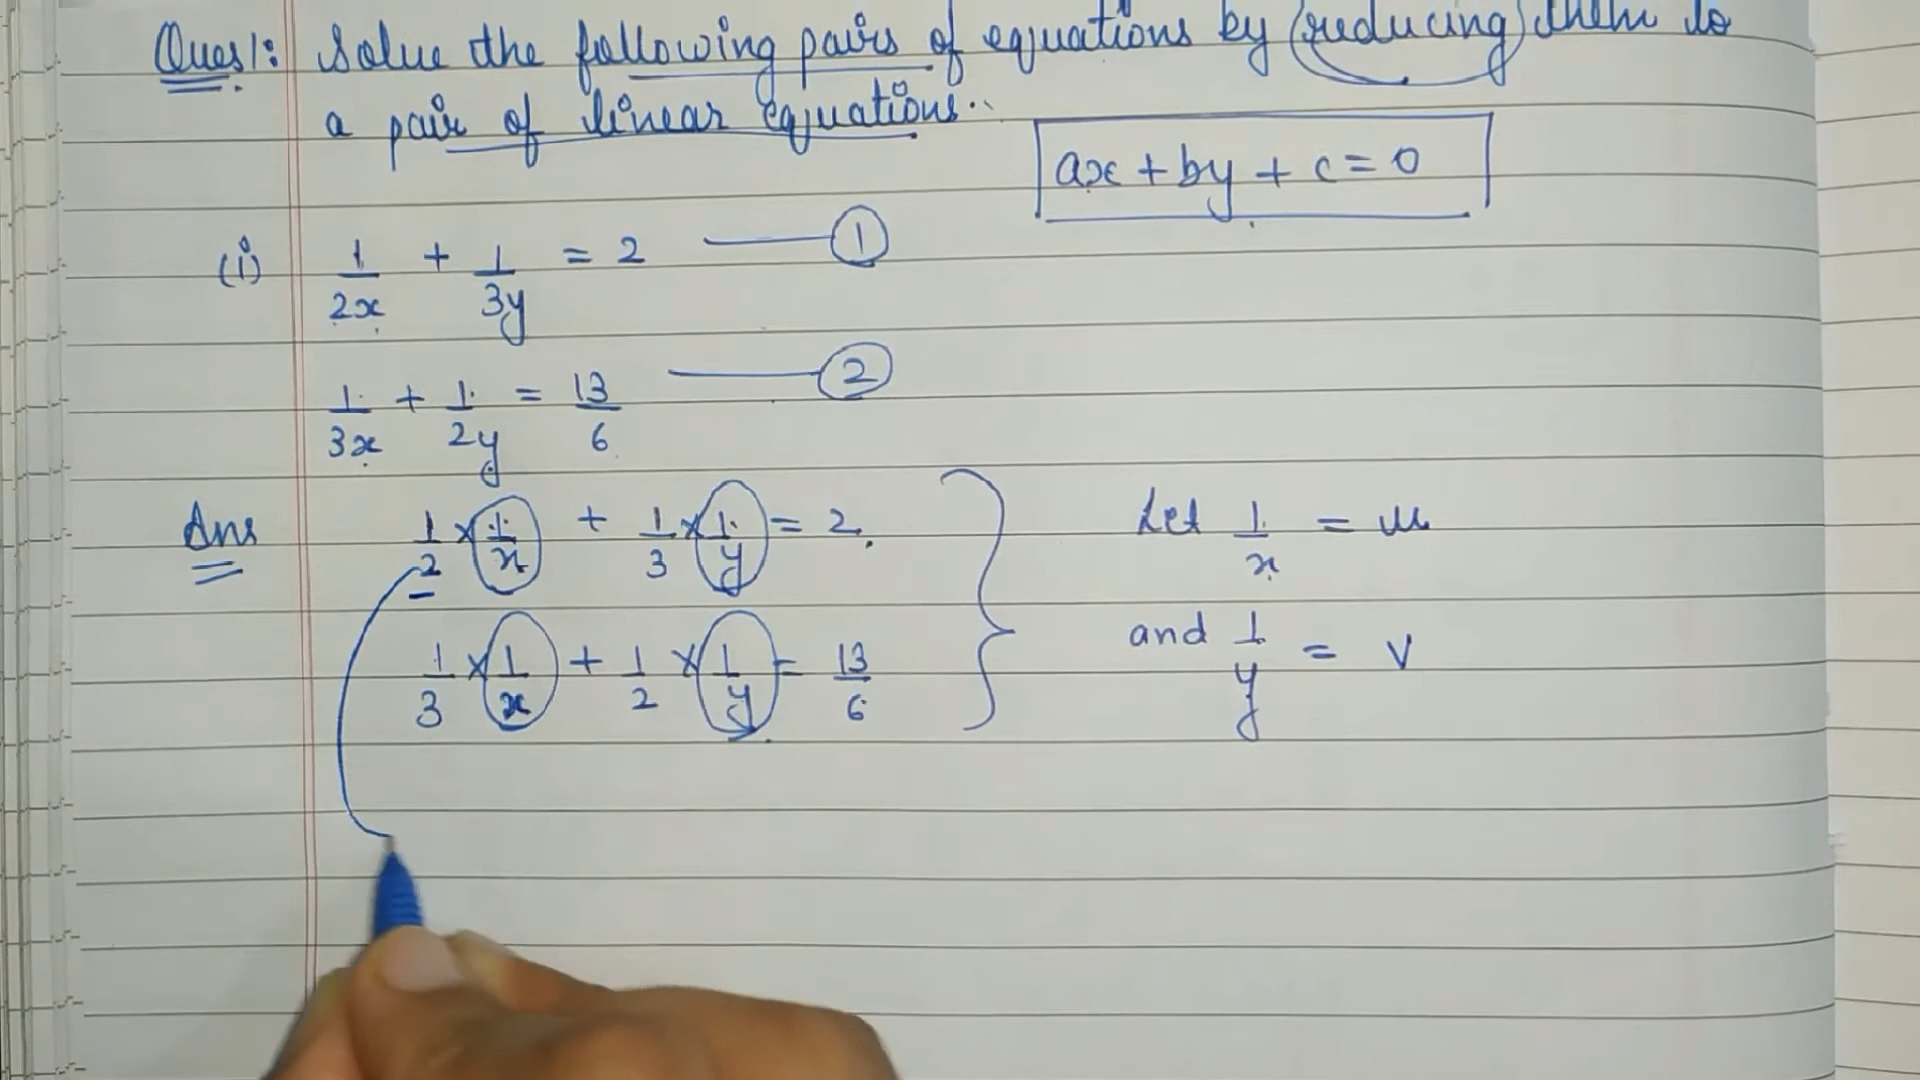 Ques1: Solve the following pairs of equations by (reducing) them to
a pair of linear equations..
ax + by + c = 0
(i) 1/2x + 1/3y = 2 —— ①
1/3x + 1/2y = 13/6 —— ②
Ans 1/2 × 1/x + 1/3 × 1/y = 2.
1/3 × 1/x + 1/2 × 1/y = 13/6
Let 1/x = u
and 1/y = v